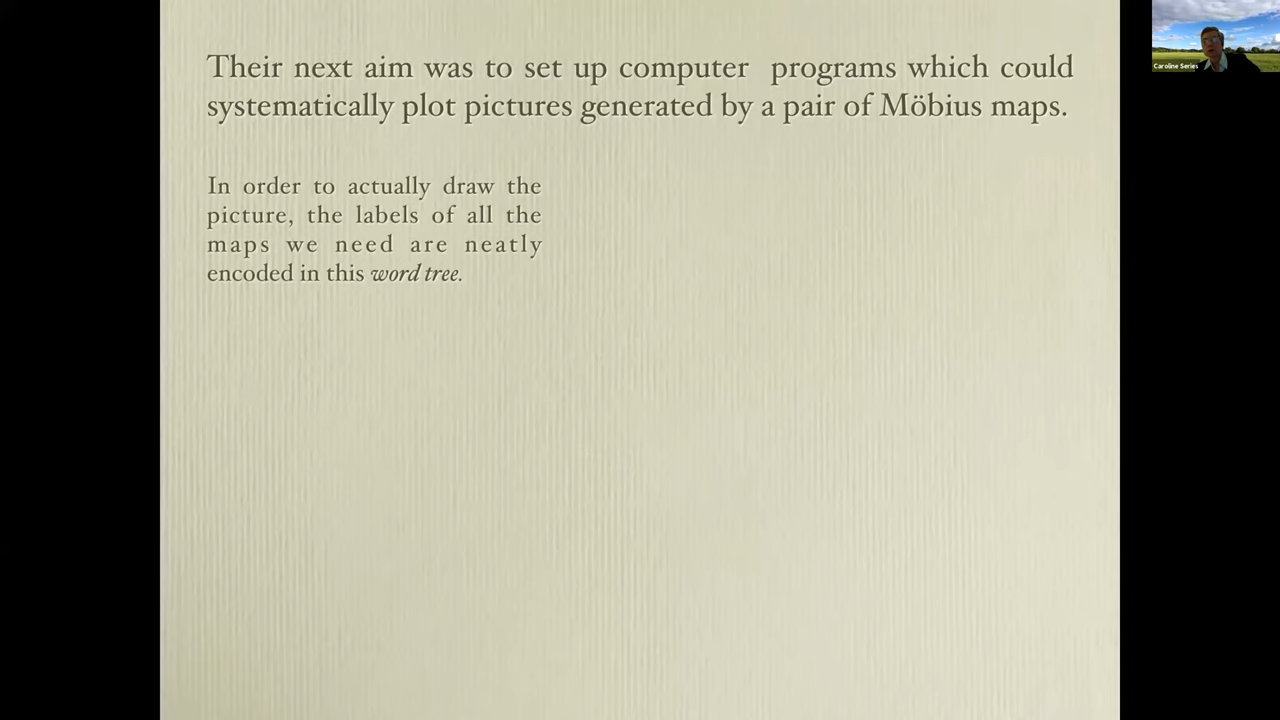 Their next aim was to set up computer programs which could
systematically plot pictures generated by a pair of Möbius maps.
In order to actually draw the
picture, the labels of all the
maps we need are neatly
encoded in this word tree.
Caroline Series